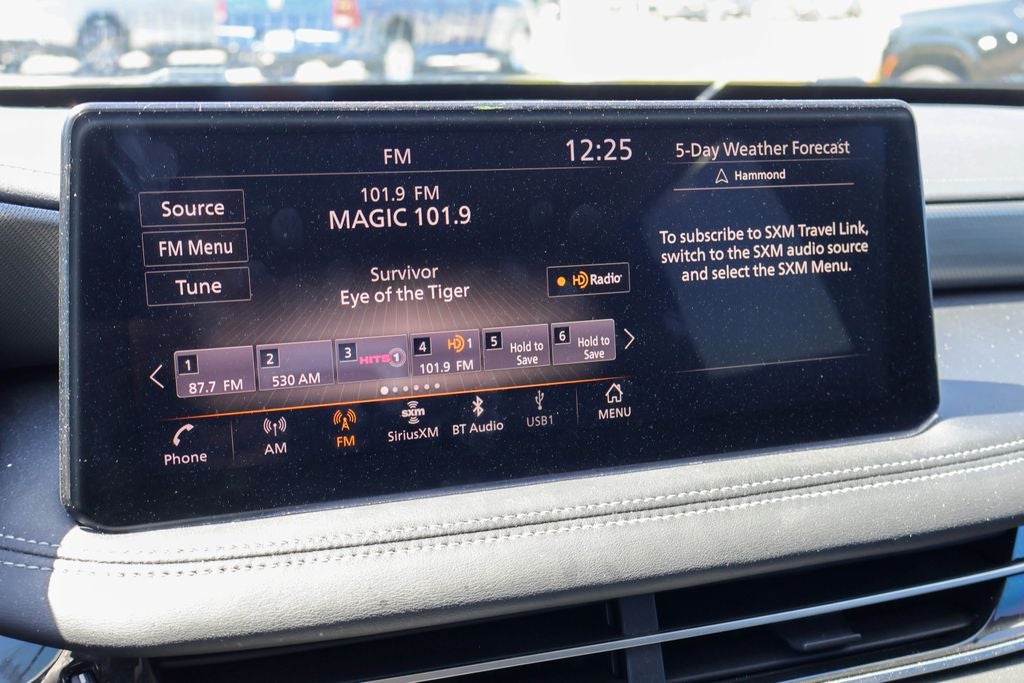 FM
12:25
101.9 FM
MAGIC 101.9
Source
FM Menu
Tune
Survivor
Eye of the Tiger
HD Radio
1
87.7 FM
2
530 AM
3
HITS 1
4
HD 1
101.9 FM
5
Hold to
Save
6
Hold to
Save
Phone
AM
FM
sxm
SiriusXM
BT Audio
USB1
MENU
5-Day Weather Forecast
Hammond
To subscribe to SXM Travel Link,
switch to the SXM audio source
and select the SXM Menu.